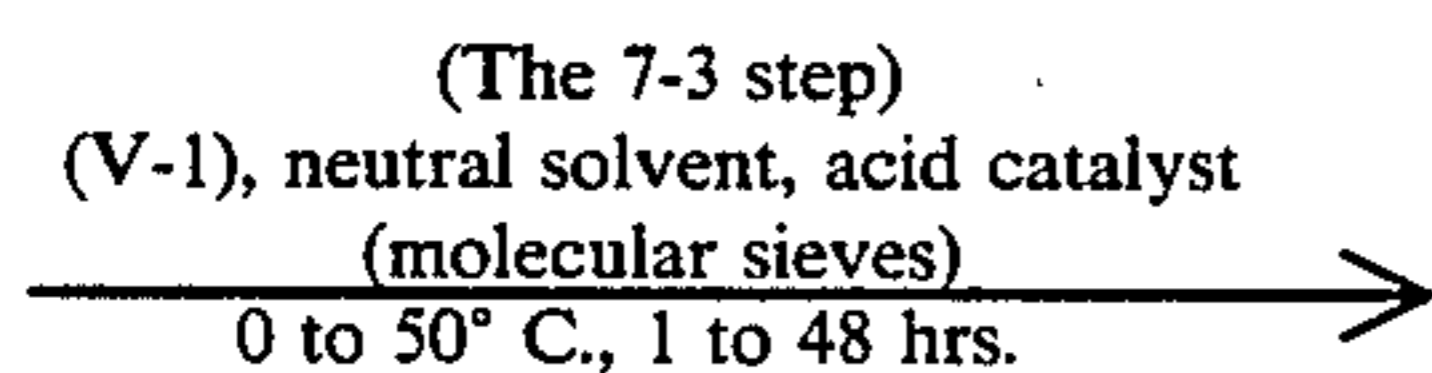 (The 7-3 step)
(V-1), neutral solvent, acid catalyst
(molecular sieves)
0 to 50° C., 1 to 48 hrs.